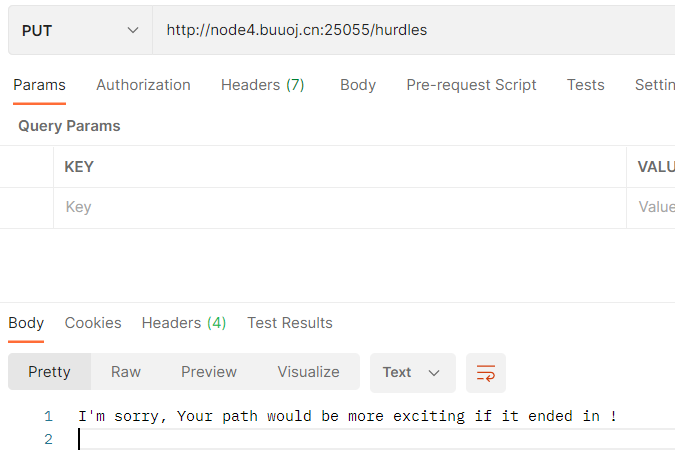 PUT http://node4.buuoj.cn:25055/hurdles
Params Authorization Headers (7) Body Pre-request Script Tests Settin
Query Params
KEY VALU
Key Value
Body Cookies Headers (4) Test Results
Pretty Raw Preview Visualize Text
1 I'm sorry, Your path would be more exciting if it ended in !
2